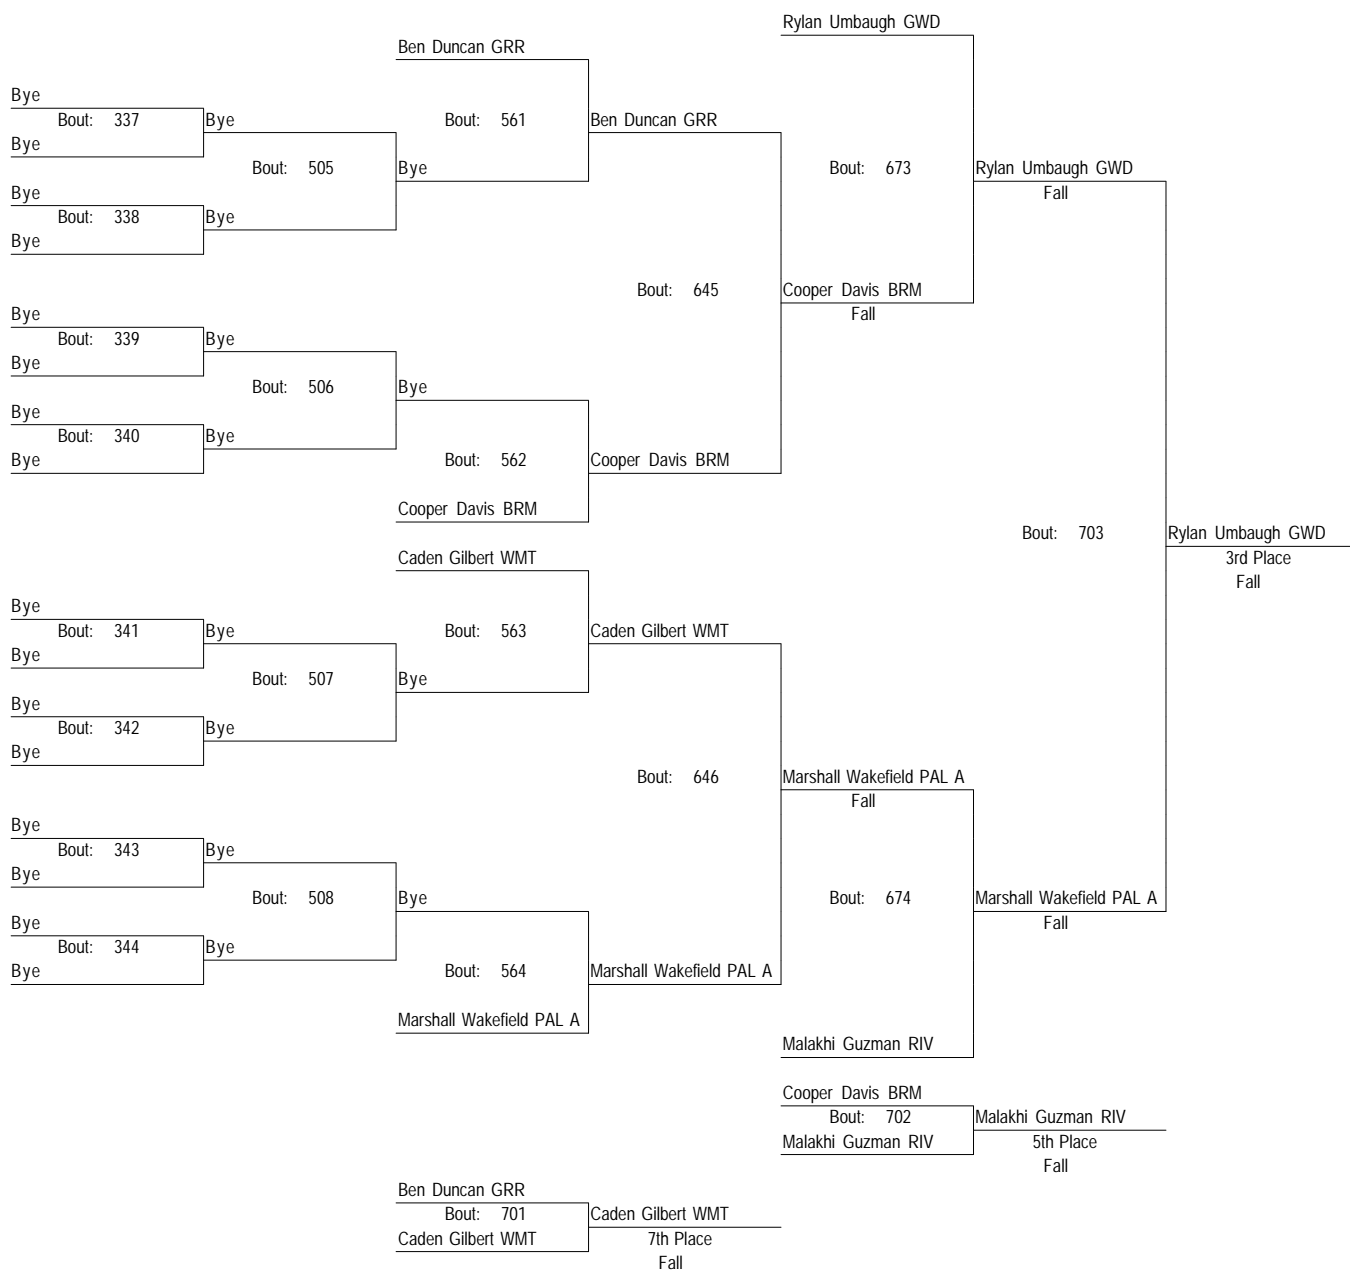 Rylan Umbaugh GWD
Ben Duncan GRR
Bye
Bout: 337
Bye
Bout: 561
Ben Duncan GRR
Bye
Bout: 505
Bye
Bout: 673
Rylan Umbaugh GWD
Bye
Fall
Bout: 338
Bye
Bye
Bout: 645
Cooper Davis BRM
Bye
Fall
Bout: 339
Bye
Bye
Bout: 506
Bye
Bye
Bout: 340
Bye
Bye
Bout: 562
Cooper Davis BRM
Cooper Davis BRM
Bout: 703
Rylan Umbaugh GWD
Caden Gilbert WMT
3rd Place
Fall
Bye
Bout: 341
Bye
Bout: 563
Caden Gilbert WMT
Bye
Bout: 507
Bye
Bye
Bout: 342
Bye
Bye
Bout: 646
Marshall Wakefield PAL A
Fall
Bye
Bout: 343
Bye
Bye
Bout: 508
Bye
Bout: 674
Marshall Wakefield PAL A
Bye
Fall
Bout: 344
Bye
Bye
Bout: 564
Marshall Wakefield PAL A
Marshall Wakefield PAL A
Malakhi Guzman RIV
Cooper Davis BRM
Bout: 702
Malakhi Guzman RIV
Malakhi Guzman RIV
5th Place
Fall
Ben Duncan GRR
Bout: 701
Caden Gilbert WMT
Caden Gilbert WMT
7th Place
Fall